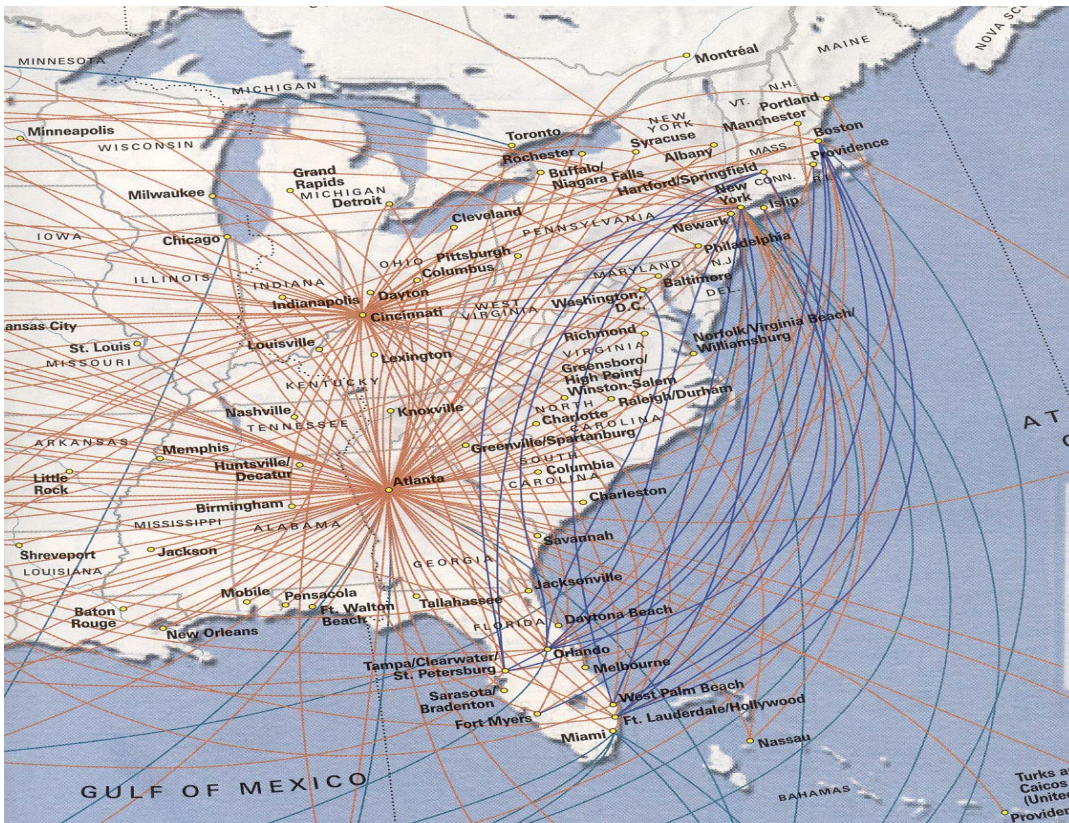 Montréal
MAINE
NOVA SCO
MINNESOTA
MICHIGAN
N.H.
VT.
Portland
NEW
YORK
Manchester
Minneapolis
Toronto
Boston
WISCONSIN
Rochester
Syracuse
MASS.
Albany
Providence
Grand
Rapids
Buffalo/
Niagara Falls
Hartford/Springfield
CONN.
R.I.
MICHIGAN
Milwaukee
Detroit
New
York
Islip
Cleveland
Newark
PENNSYLVANIA
IOWA
Chicago
Pittsburgh
Philadelphia
OHIO
Columbus
N.J.
ILLINOIS
INDIANA
MARYLAND
Baltimore
DEL.
Dayton
Indianapolis
WEST
VIRGINIA
Washington,
D.C.
Cincinnati
ansas City
Richmond
Norfolk/Virginia Beach/
Williamsburg
St. Louis
Louisville
VIRGINIA
MISSOURI
Lexington
Greensboro/
High Point/
Winston-Salem
KENTUCKY
Raleigh/Durham
NORTH
CAROLINA
Nashville
Knoxville
Charlotte
TENNESSEE
AT
ARKANSAS
Memphis
Greenville/Spartanburg
Huntsville/
Decatur
SOUTH
CAROLINA
Columbia
Little
Rock
Atlanta
Birmingham
Charleston
MISSISSIPPI
ALABAMA
Savannah
Shreveport
Jackson
GEORGIA
LOUISIANA
Jacksonville
Mobile
Pensacola
Tallahassee
Baton
Rouge
Ft. Walton
Beach
Daytona Beach
New Orleans
FLORIDA
Orlando
Tampa/Clearwater/
St. Petersburg
Melbourne
Sarasota/
Bradenton
West Palm Beach
Fort Myers
Ft. Lauderdale/Hollywood
Miami
Nassau
GULF OF MEXICO
BAHAMAS
Turks a
Caicos
(United
Providen